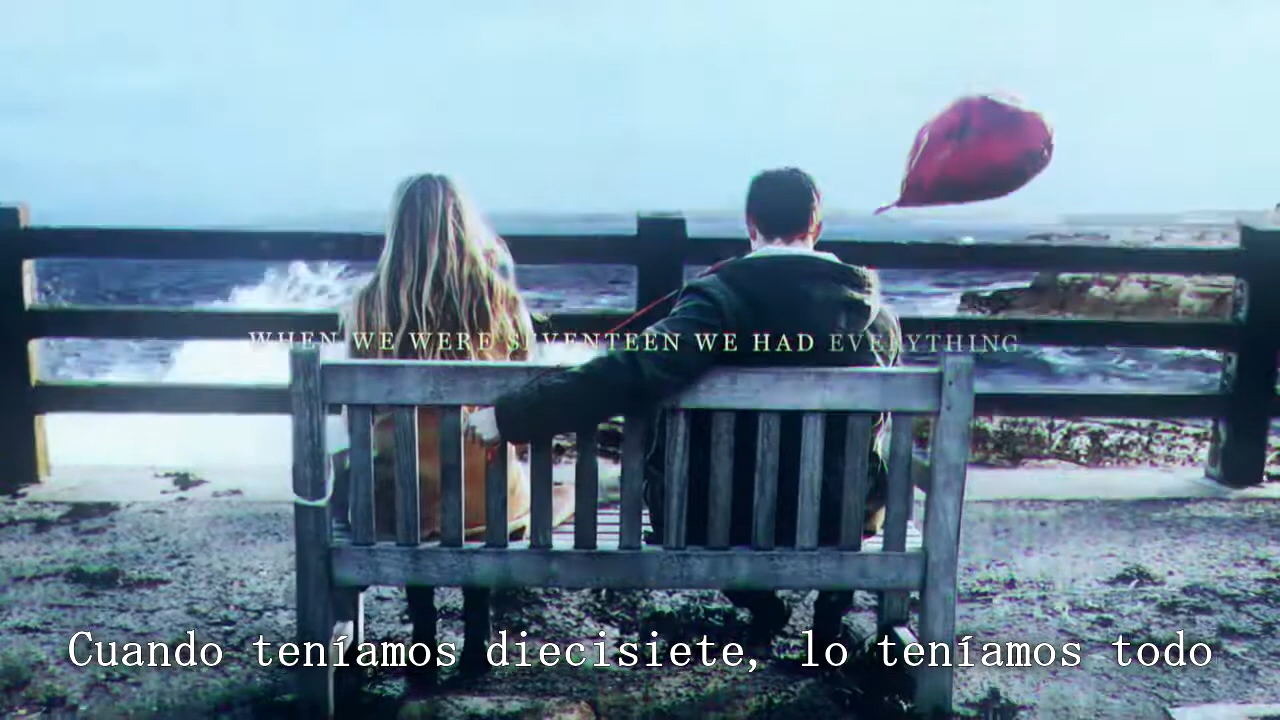 WHEN WE WERE SEVENTEEN WE HAD EVERYTHING
Cuando teníamos diecisiete, lo teníamos todo